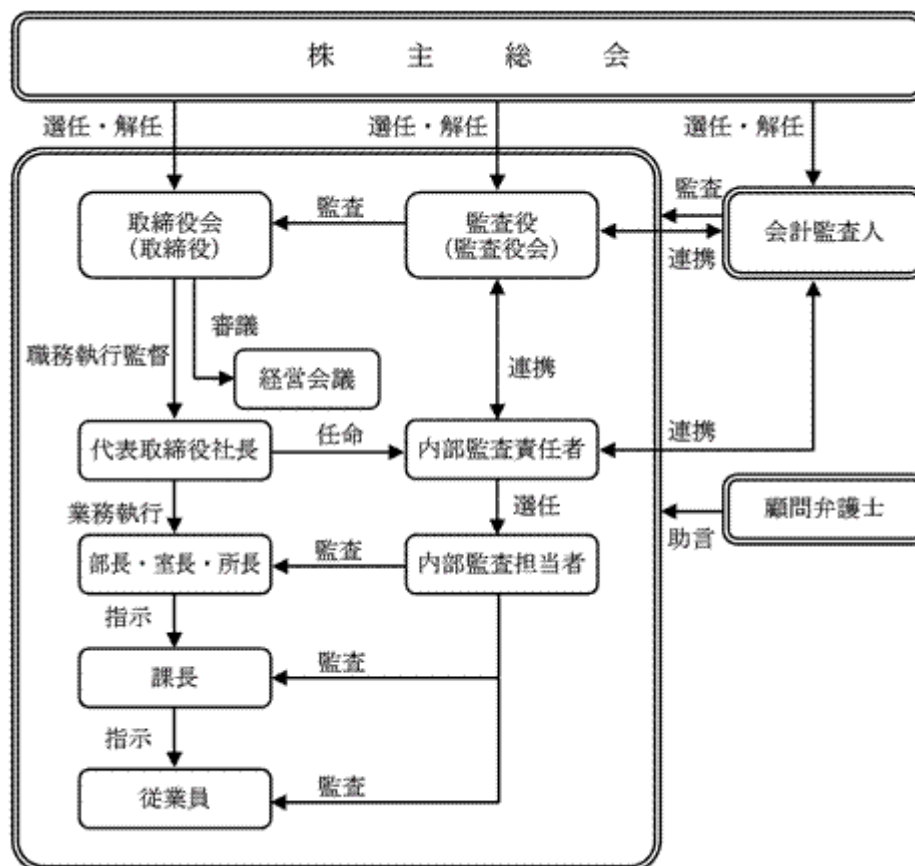 株主総会
選任・解任
選任・解任
選任・解任
取締役会
(取締役)
監査
監査役
(監査役会)
監査
連携
会計監査人
審議
職務執行監督
経営会議
連携
代表取締役社長
任命
内部監査責任者
連携
業務執行
選任
顧問弁護士
助言
部長・室長・所長
監査
内部監査担当者
指示
課長
監査
指示
従業員
監査